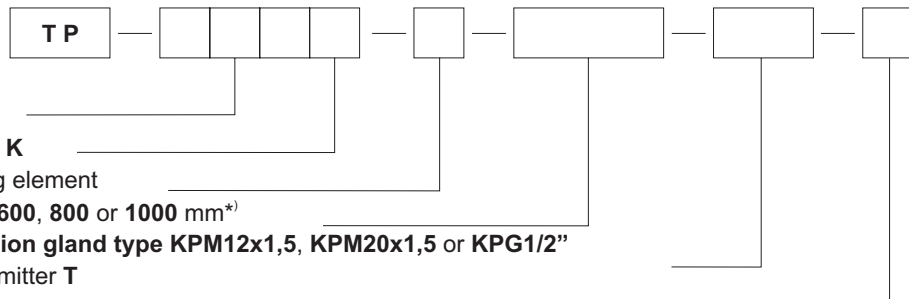 T P
K
g element
600, 800 or 1000 mm*)
ion gland type KPM12x1,5, KPM20x1,5 or KPG1/2”
mitter T